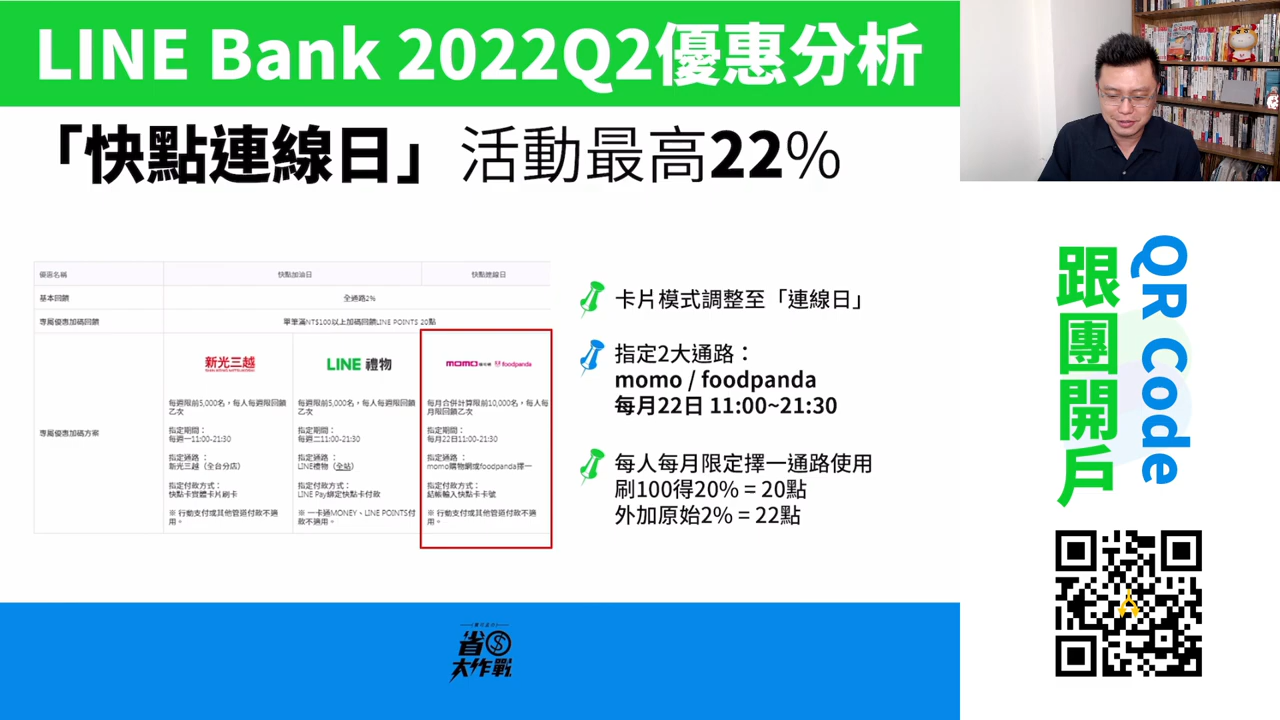 LINE Bank 2022Q2優惠分析
「快點連線日」活動最高22%
優惠名稱
快點加油日
快點連線日
基本回饋
全通路2%
專屬優惠加碼回饋
單筆滿NT$100以上加碼回饋LINE POINTS 20點
專屬優惠加碼方案
新光三越
每週限前5,000名，每人每週限回饋
乙次
指定期間：
每週一11:00-21:30
指定通路：
新光三越（全台分店）
指定付款方式：
快點卡實體卡片刷卡
※ 行動支付或其他管道付款不適
用。
LINE 禮物
每週限前5,000名，每人每週限回饋
乙次
指定期間：
每週二11:00-21:30
指定通路：
LINE禮物（全站）
指定付款方式：
LINE Pay綁定快點卡付款
※ 一卡通MONEY、LINE POINTS付
款不適用。
momo購物網 foodpanda
每月合併計算限前10,000名，每人每
月限回饋乙次
指定期間：
每月22日11:00-21:30
指定通路：
momo購物網或foodpanda擇一
指定付款方式：
結帳輸入快點卡卡號
※ 行動支付或其他管道付款不適
用。
卡片模式調整至「連線日」
指定2大通路：
momo / foodpanda
每月22日 11:00~21:30
每人每月限定擇一通路使用
刷100得20% = 20點
外加原始2% = 22點
QR Code
跟團開戶
省
大作戰